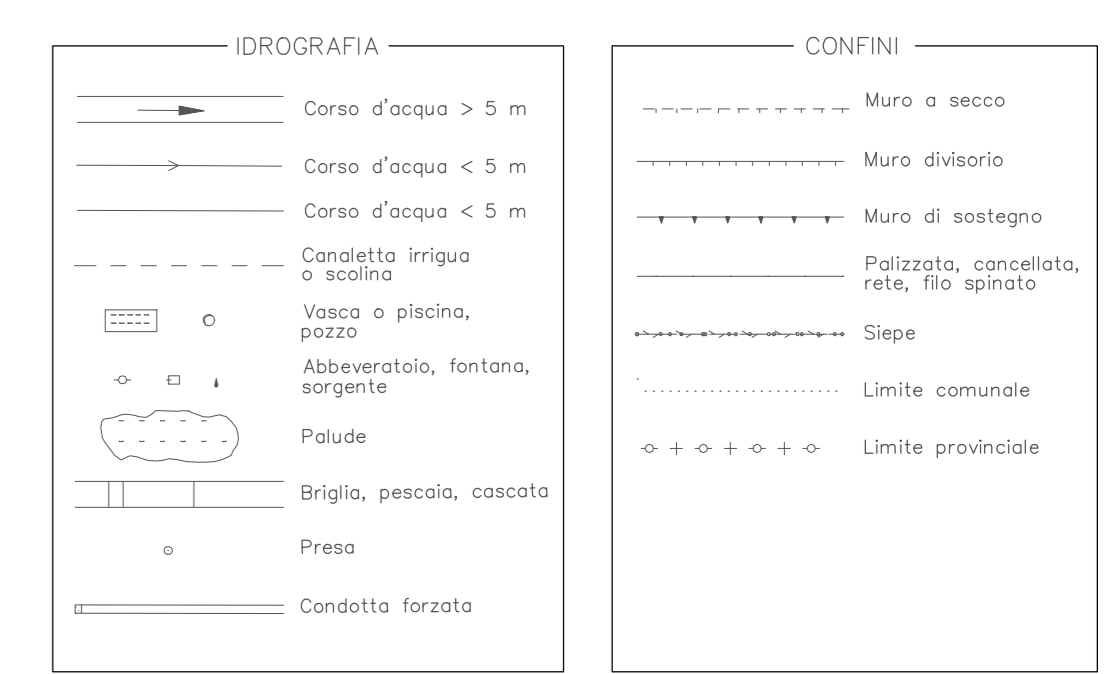 IDROGRAFIA
Corso d'acqua > 5 m
Corso d'acqua < 5 m
Corso d'acqua < 5 m
Canaletta irrigua
o scolina
Vasca o piscina,
pozzo
Abbeveratoio, fontana,
sorgente
Palude
Briglia, pescaia, cascata
Presa
Condotta forzata
CONFINI
Muro a secco
Muro divisorio
Muro di sostegno
Palizzata, cancellata,
rete, filo spinato
Siepe
Limite comunale
Limite provinciale